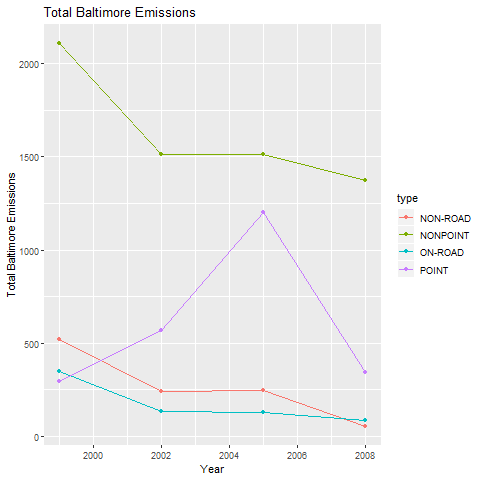 Total Baltimore Emissions
Total Baltimore Emissions
2000
1500
1000
500
0
2000
2002
2004
2006
2008
Year
type
NON-ROAD
NONPOINT
ON-ROAD
POINT